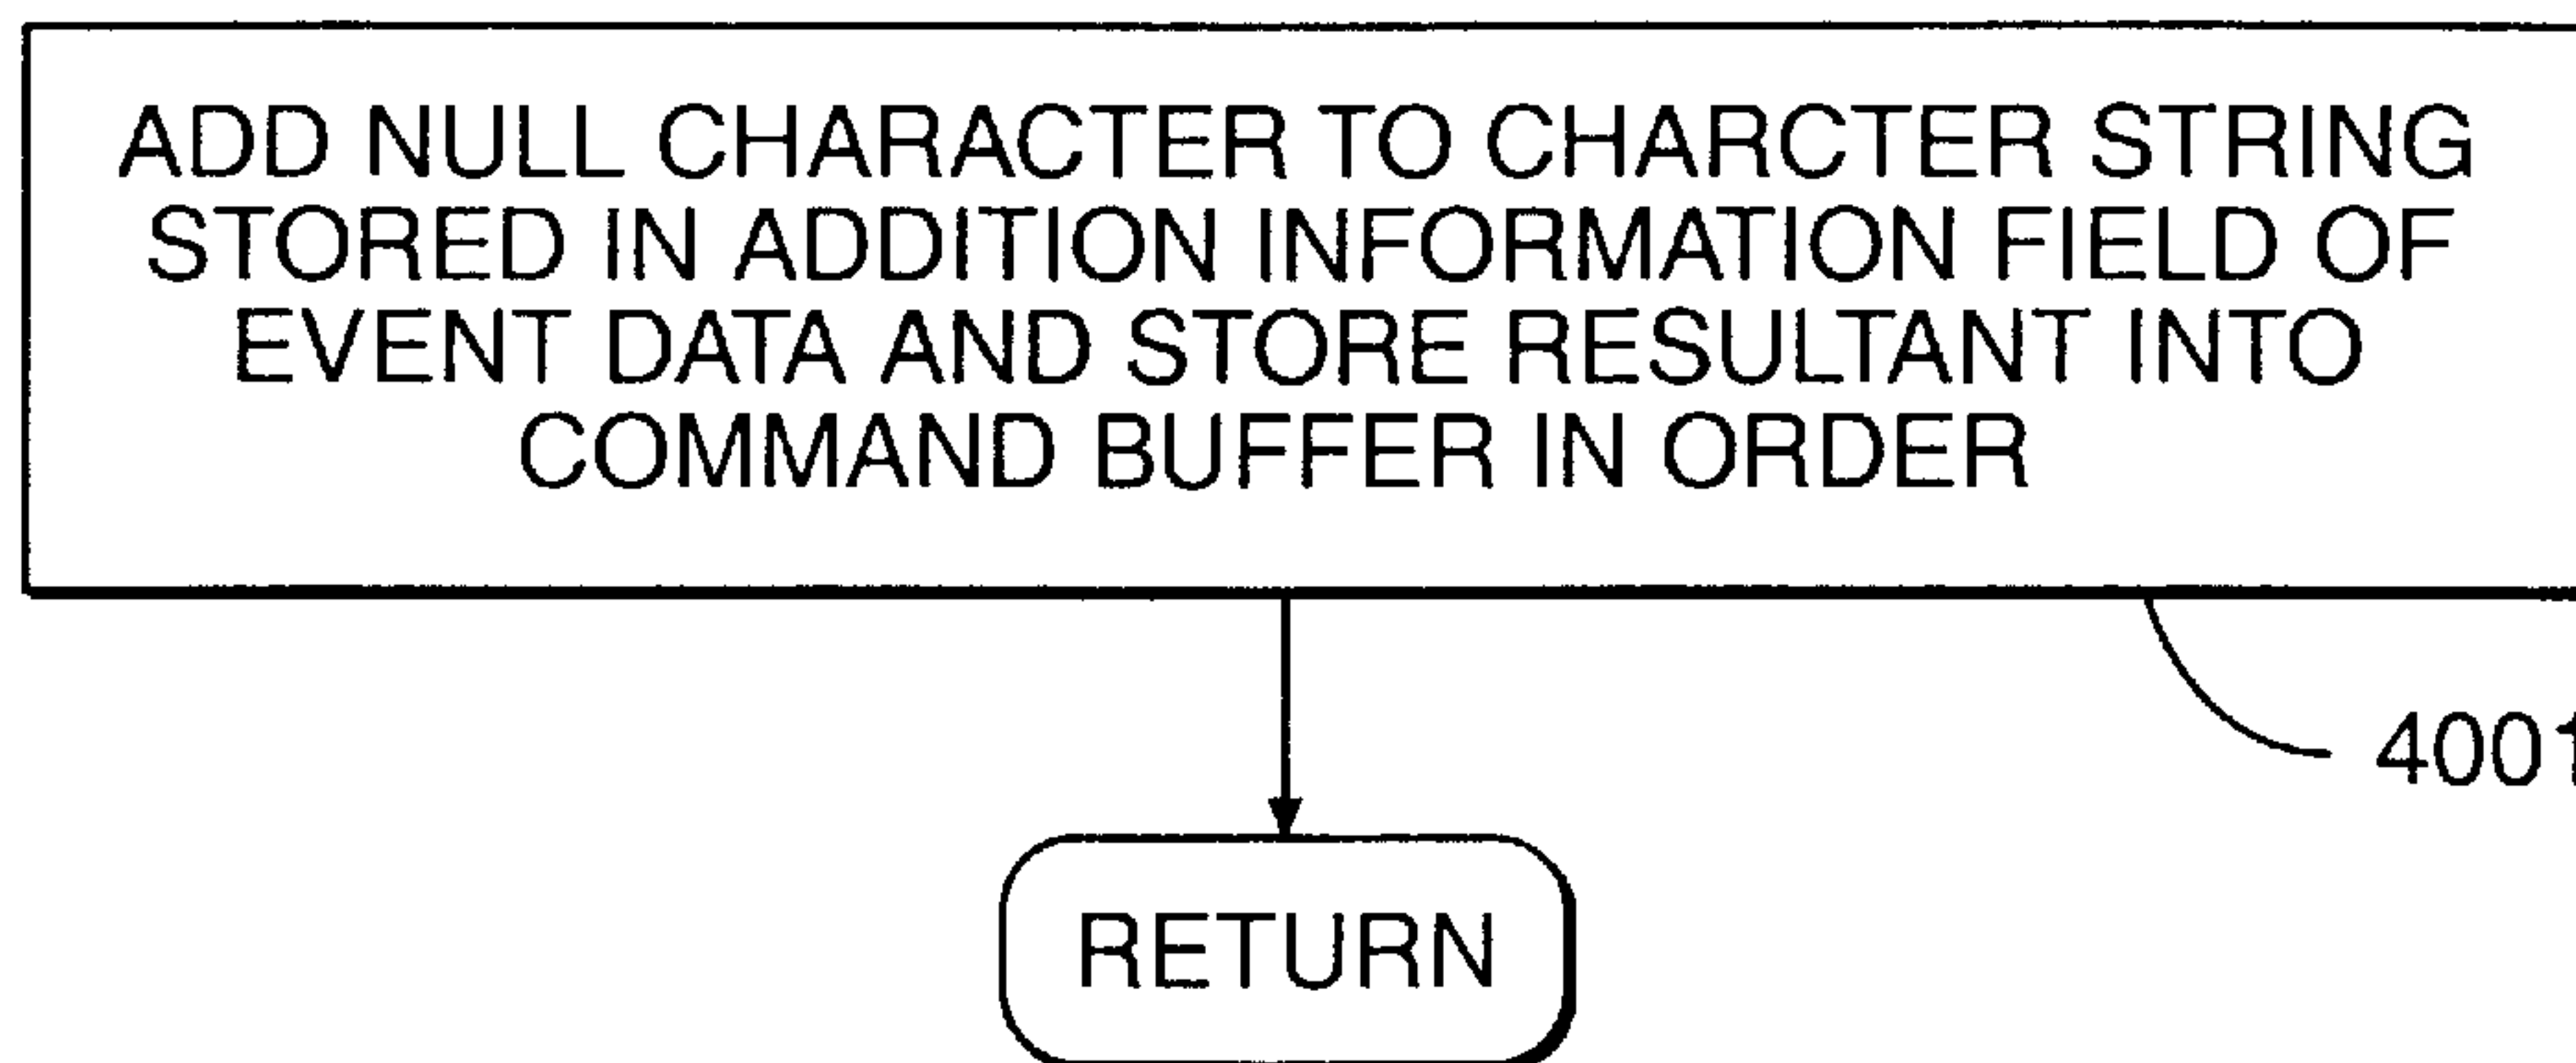 ADD NULL CHARACTER TO CHARCTER STRING
STORED IN ADDITION INFORMATION FIELD OF
EVENT DATA AND STORE RESULTANT INTO
COMMAND BUFFER IN ORDER
4001
RETURN